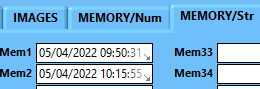 IMAGES MEMORY/Num MEMORY/Str
Mem1 05/04/2022 09:50:31 Mem33
Mem2 05/04/2022 10:15:55 Mem34